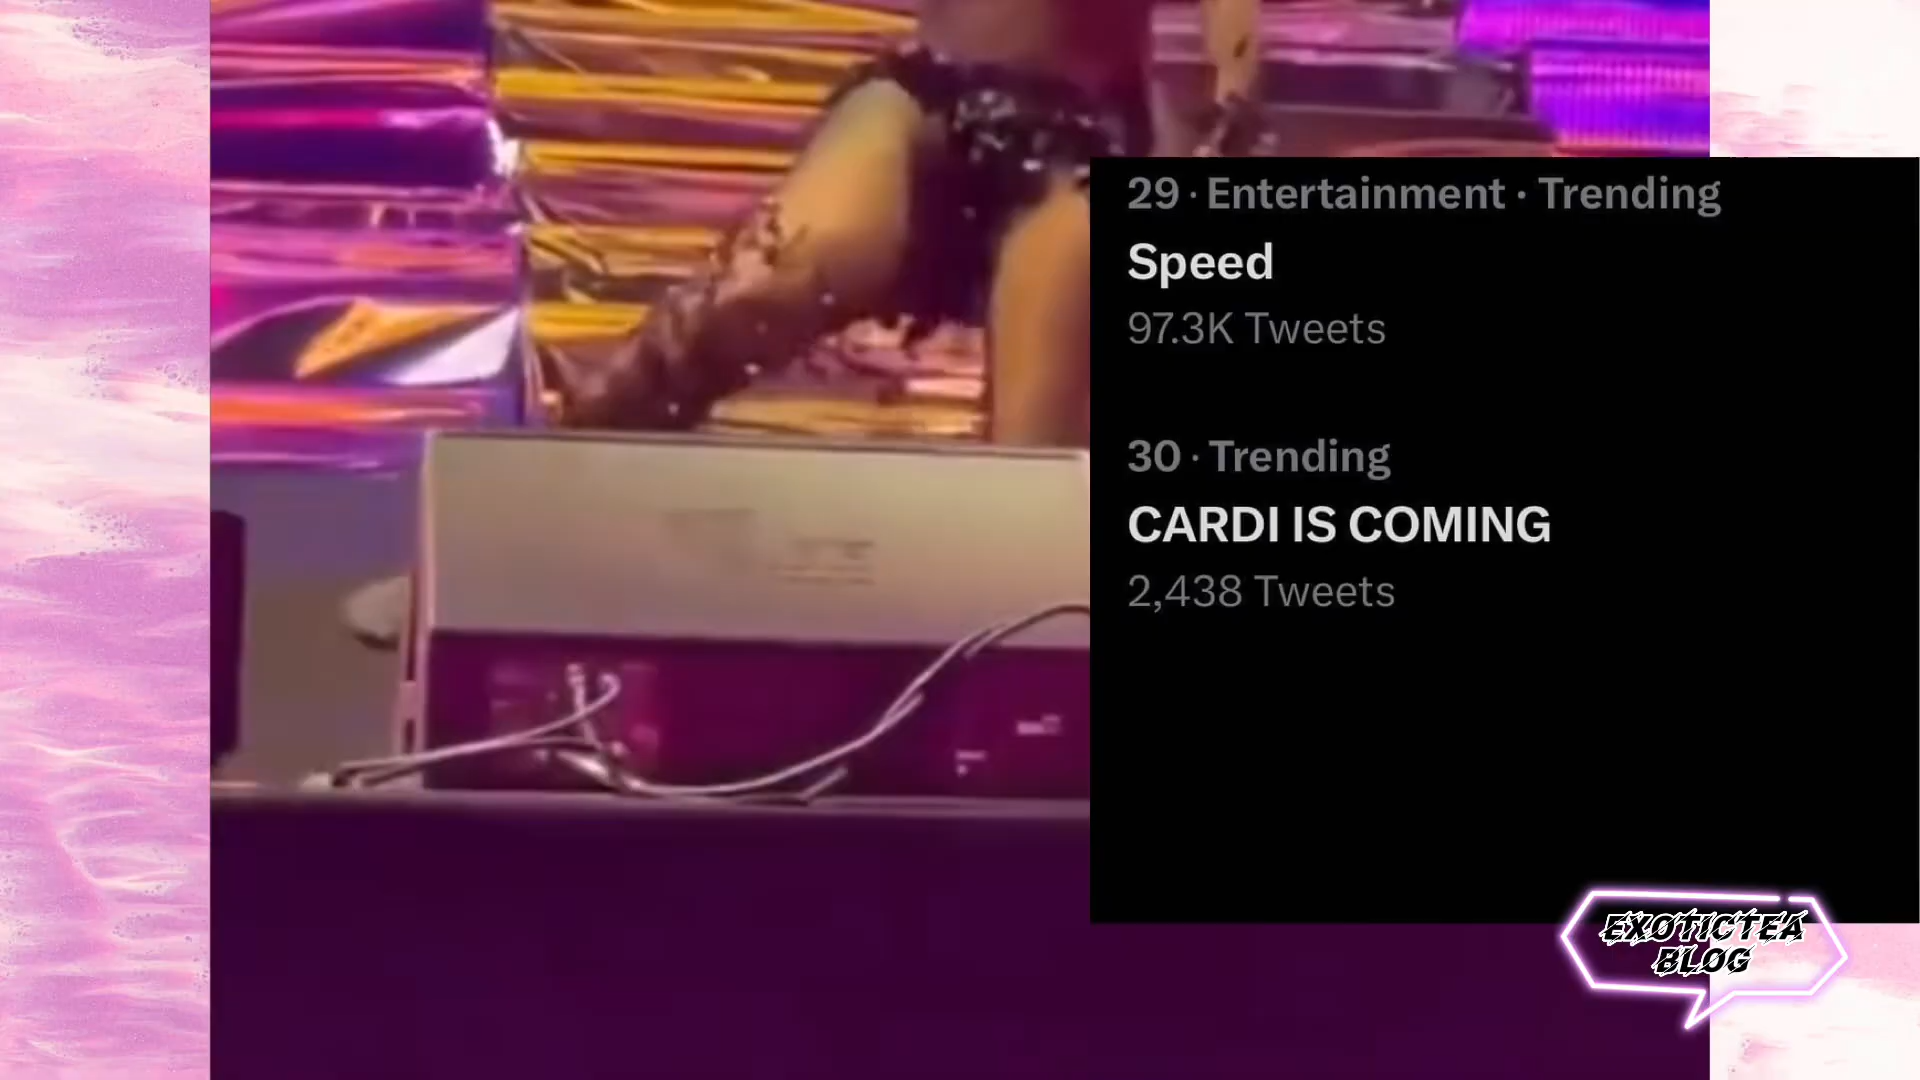 29 · Entertainment · Trending
Speed
97.3K Tweets
30 · Trending
CARDI IS COMING
2,438 Tweets
EXOTICTEA
BLOG